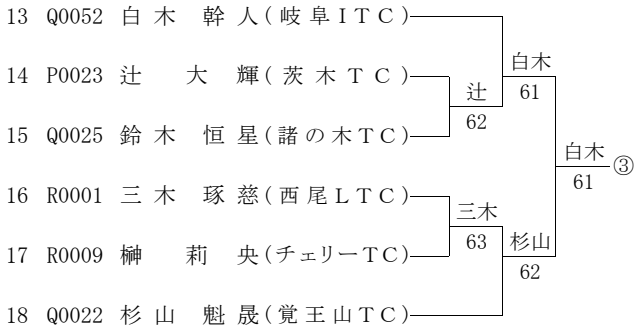 13 Q0052 白木 幹人(岐阜ITC)
白木
14 P0023 辻 大輝(茨木TC)
61
辻
62
15 Q0025 鈴木 恒星(諸の木TC)
白木 ③
61
16 R0001 三木 琢慈(西尾LTC)
三木
63
杉山
17 R0009 榊 莉央(チェリーTC)
62
18 Q0022 杉山 魁晟(覚王山TC)